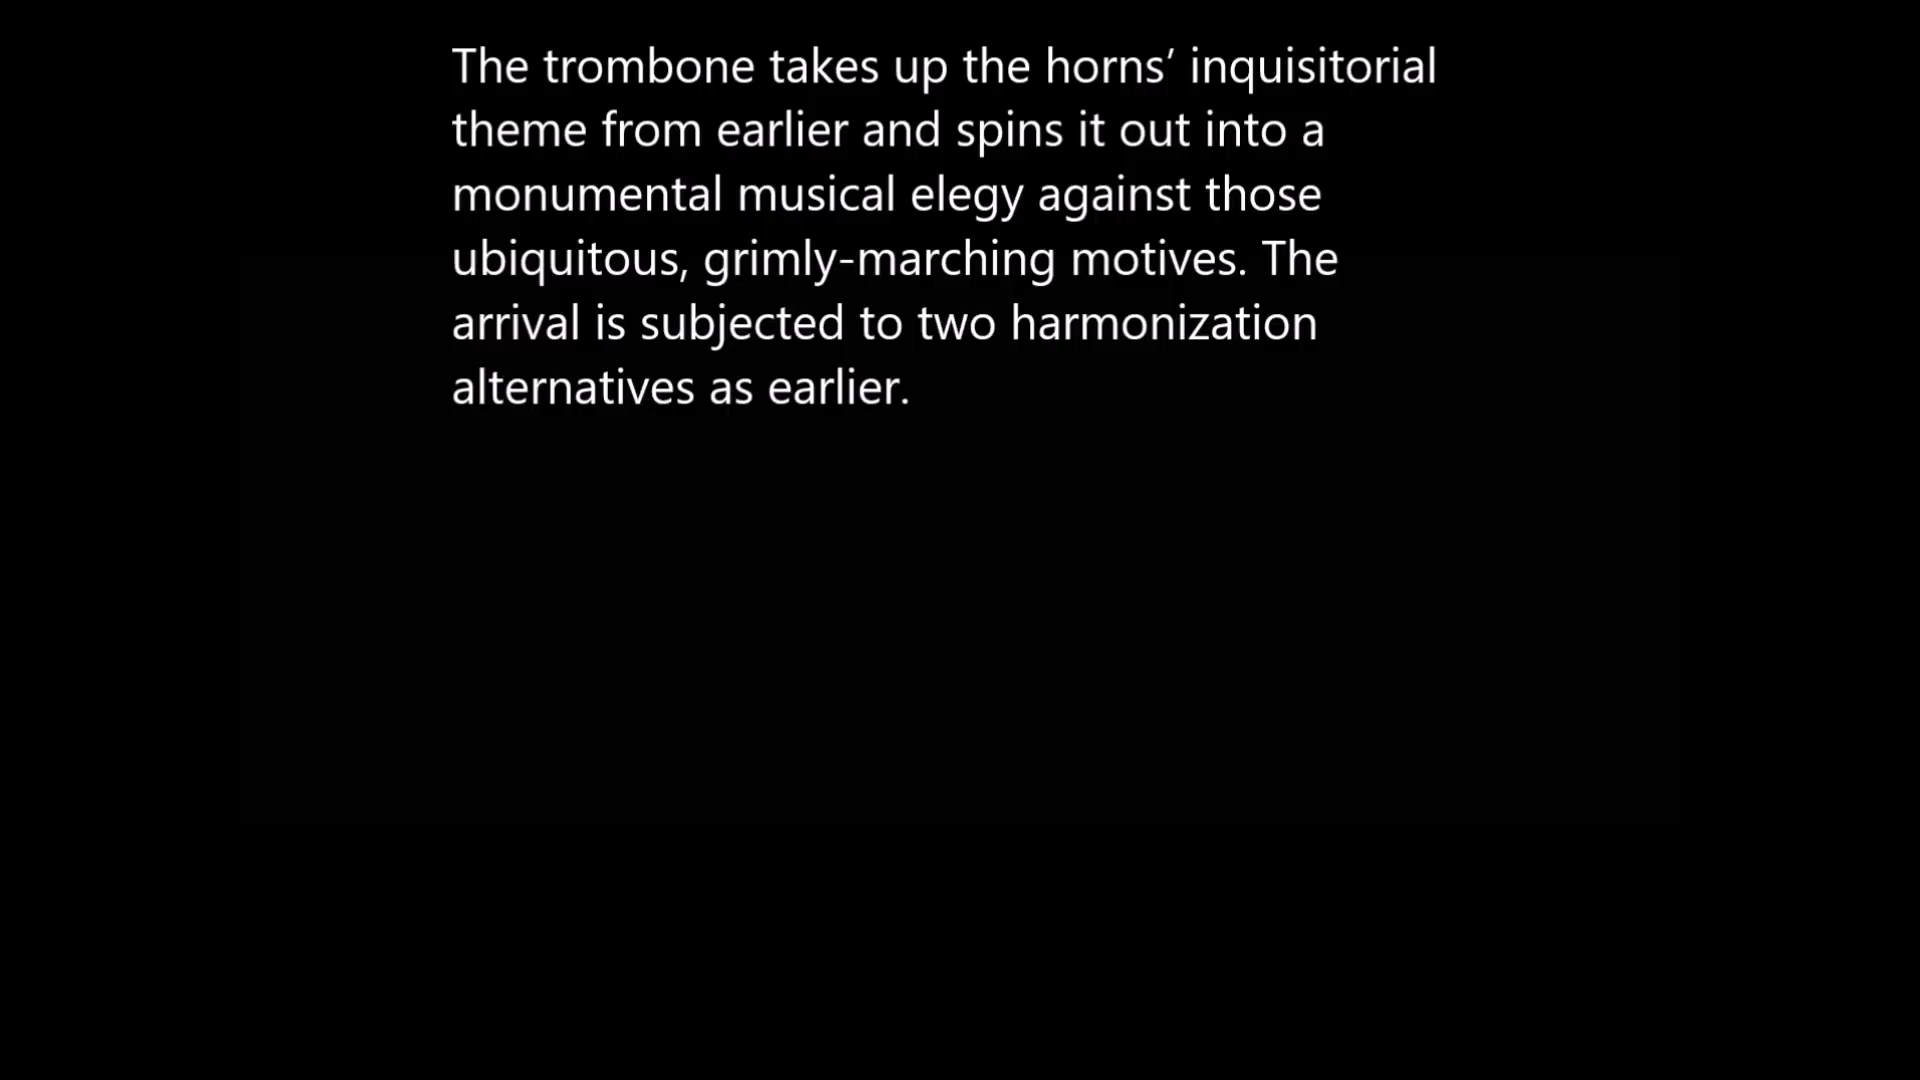 The trombone takes up the horns’ inquisitorial
theme from earlier and spins it out into a
monumental musical elegy against those
ubiquitous, grimly-marching motives. The
arrival is subjected to two harmonization
alternatives as earlier.